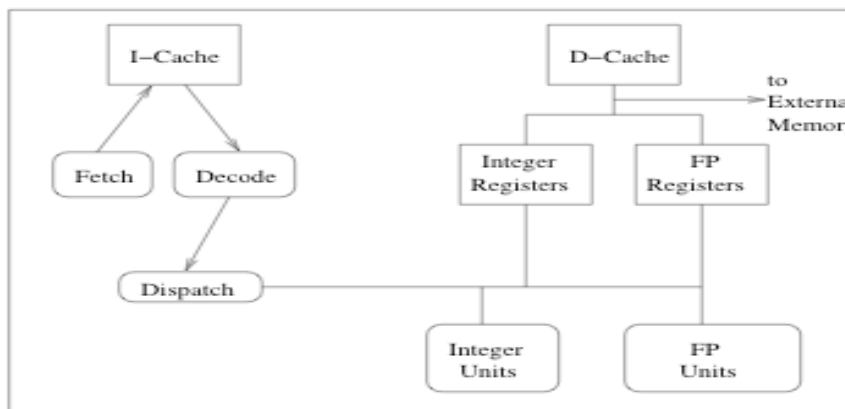 I-Cache
D-Cache
to
Externa
Memor
Fetch
Decode
Integer
Registers
FP
Registers
Dispatch
Integer
Units
FP
Units